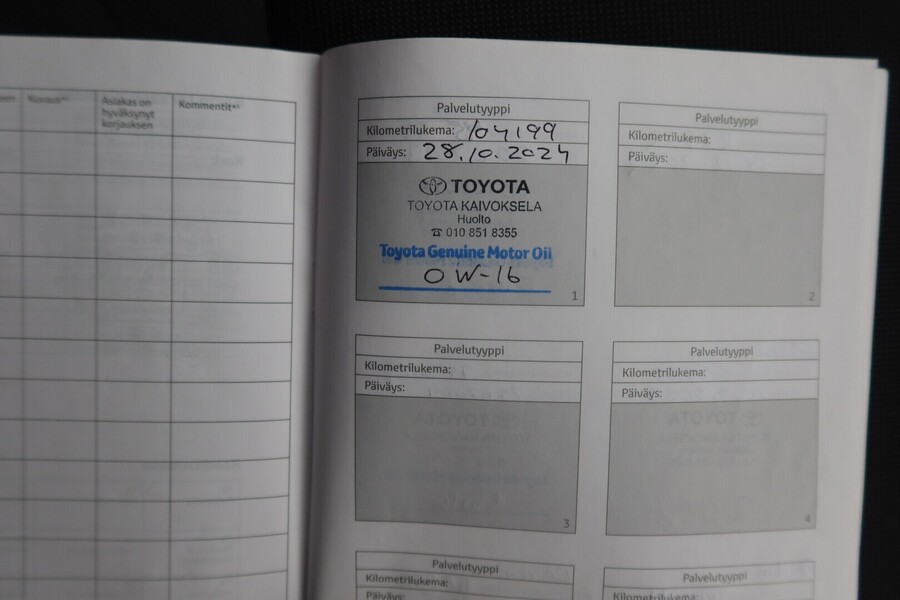 Asiakas on
hyväksynyt
korjauksen
Kommentit*⁵
Palvelutyyppi
Kilometrilukema: 104199
Päiväys: 28.10.2024
TOYOTA
TOYOTA KAIVOKSELA
Huolto
☎ 010 851 8355
Toyota Genuine Motor Oil
0W-16
1
Palvelutyyppi
Kilometrilukema:
Päiväys:
2
Palvelutyyppi
Kilometrilukema:
Päiväys:
3
Palvelutyyppi
Kilometrilukema:
Päiväys:
4
Palvelutyyppi
Kilometrilukema:
Päiväys:
Palvelutyyppi
Kilometrilukema: